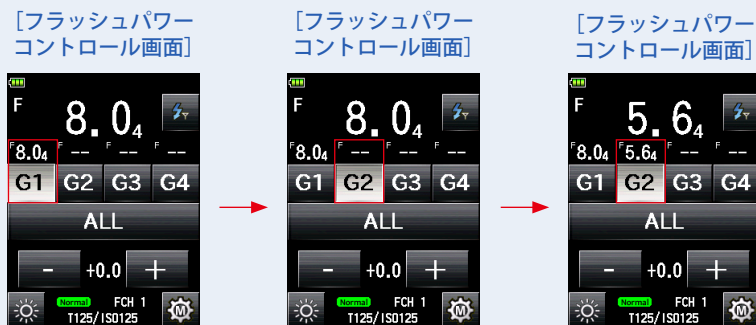 [フラッシュパワー
コントロール画面]
F 8.04
F8.04 F-- F-- F--
G1 G2 G3 G4
ALL
- +0.0 +
Normal FCH 1
T125/ISO125 M
[フラッシュパワー
コントロール画面]
F 8.04
F8.04 F-- F-- F--
G1 G2 G3 G4
ALL
- +0.0 +
Normal FCH 1
T125/ISO125 M
[フラッシュパワー
コントロール画面]
F 5.64
F8.04 F5.64 F-- F--
G1 G2 G3 G4
ALL
- +0.0 +
Normal FCH 1
T125/ISO125 M